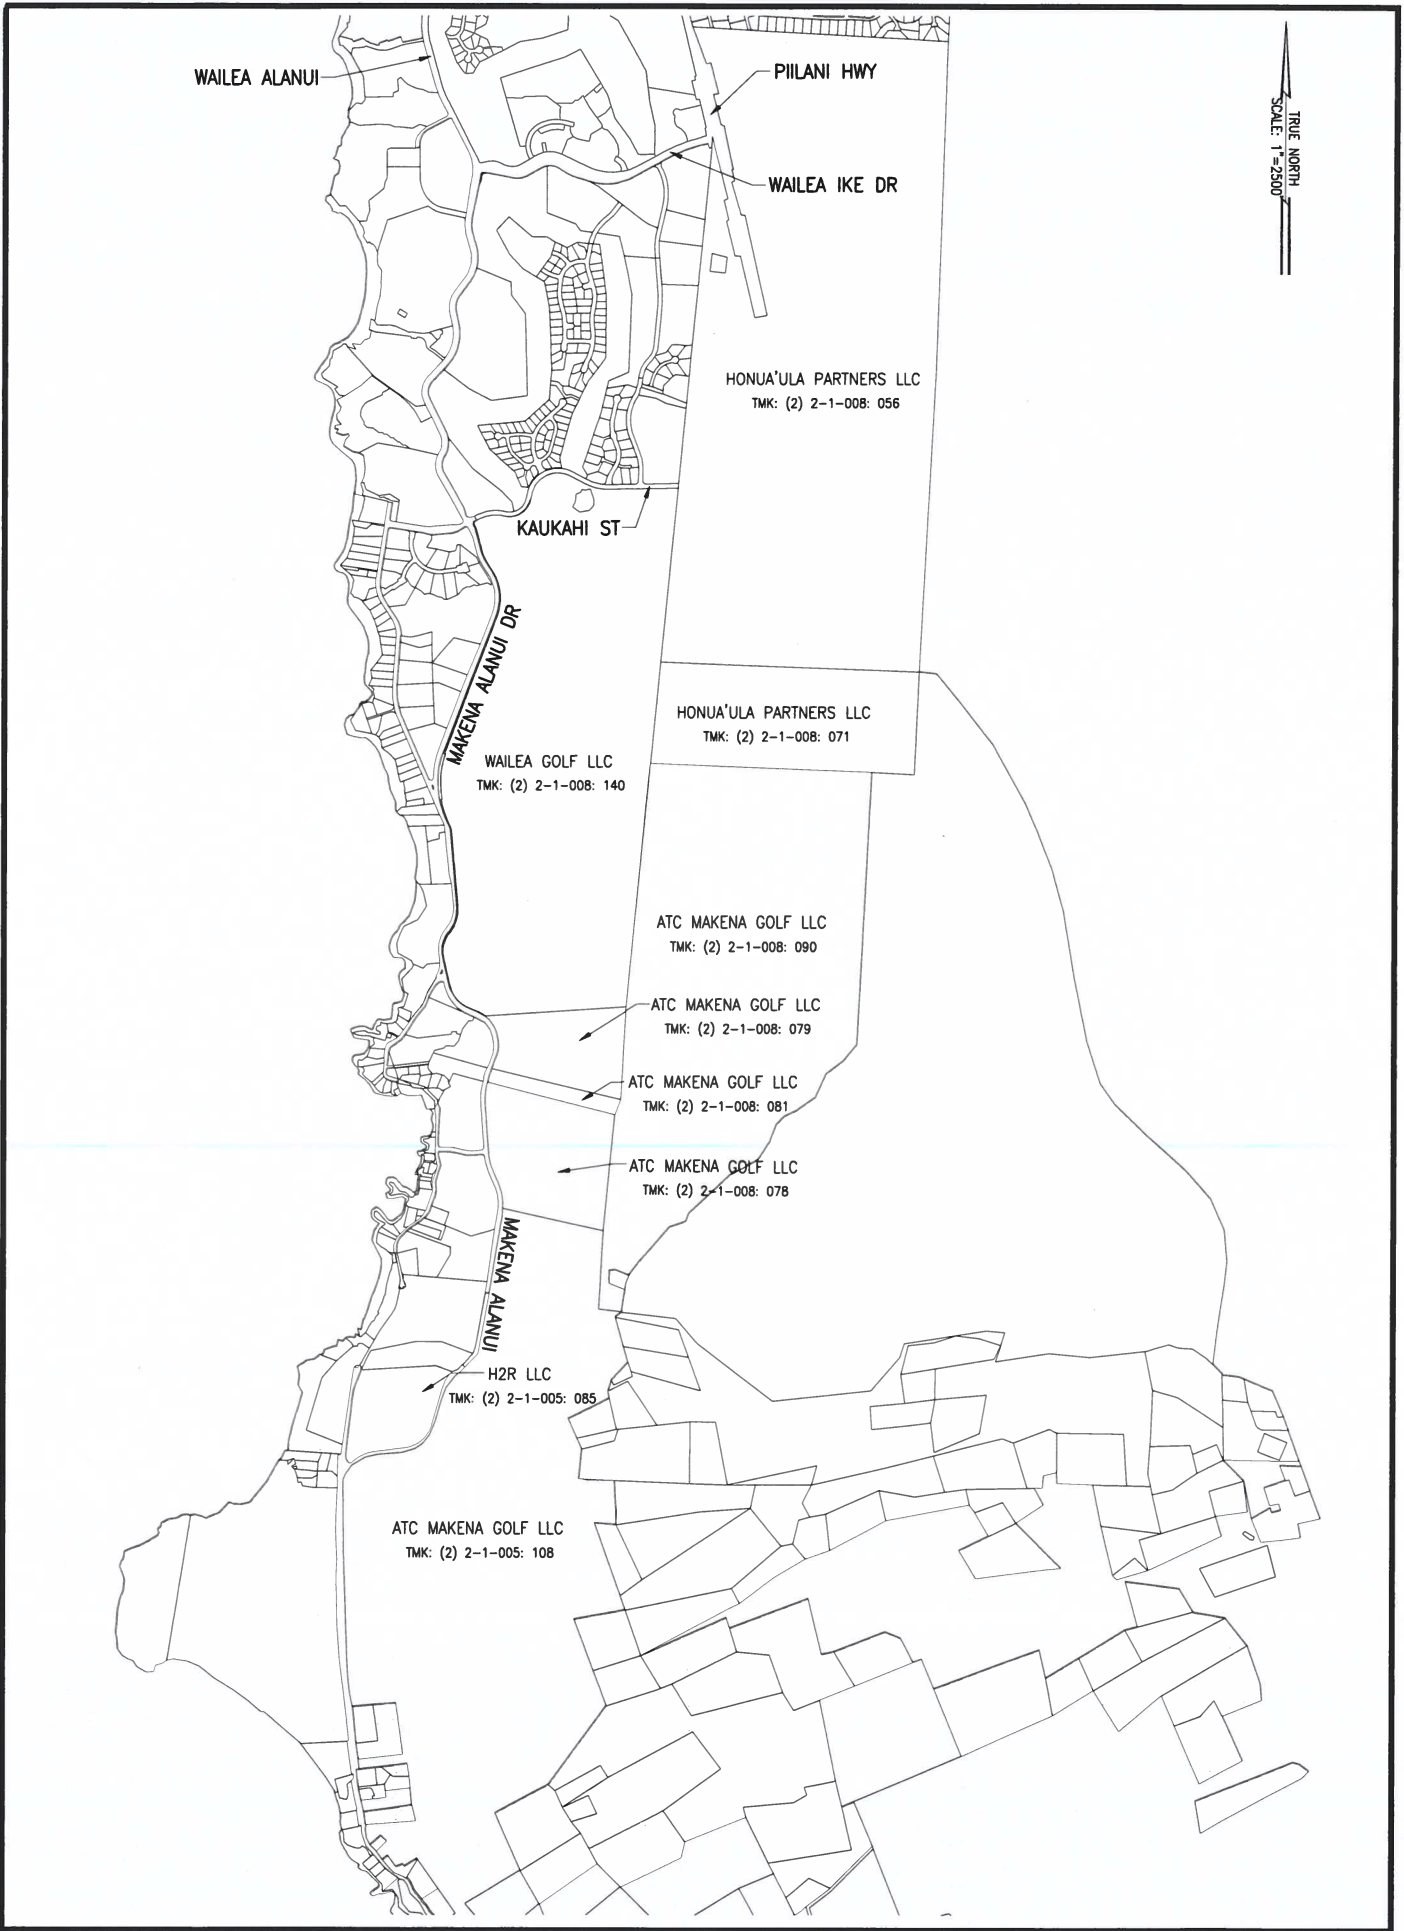 WAILEA ALANUI
PIILANI HWY
TRUE NORTH
SCALE: 1"=2500'
WAILEA IKE DR
HONUA'ULA PARTNERS LLC
TMK: (2) 2-1-008: 056
KAUKAHI ST
MAKENA ALANUI DR
HONUA'ULA PARTNERS LLC
TMK: (2) 2-1-008: 071
WAILEA GOLF LLC
TMK: (2) 2-1-008: 140
ATC MAKENA GOLF LLC
TMK: (2) 2-1-008: 090
ATC MAKENA GOLF LLC
TMK: (2) 2-1-008: 079
ATC MAKENA GOLF LLC
TMK: (2) 2-1-008: 081
ATC MAKENA GOLF LLC
TMK: (2) 2-1-008: 078
MAKENA ALANUI
H2R LLC
TMK: (2) 2-1-005: 085
ATC MAKENA GOLF LLC
TMK: (2) 2-1-005: 108